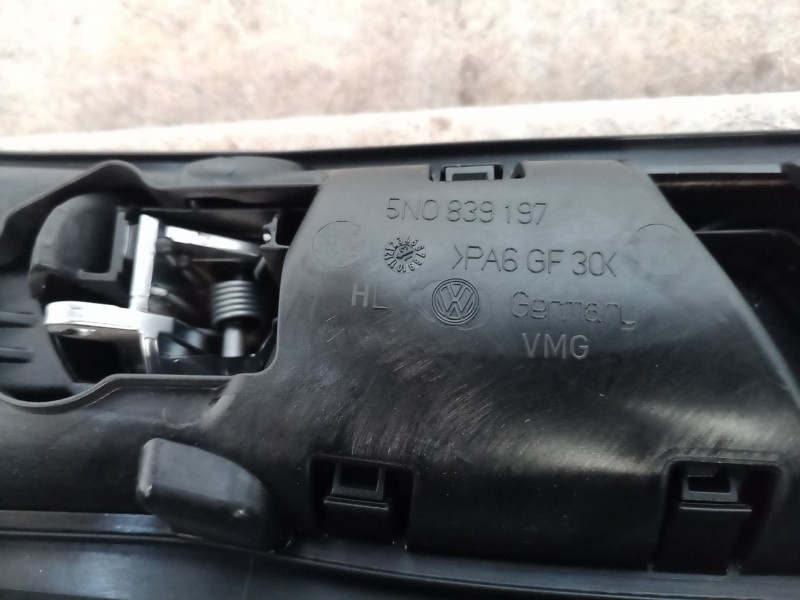 5N0 839 197
>PA6 GF 30<
HL
Germany
VMG